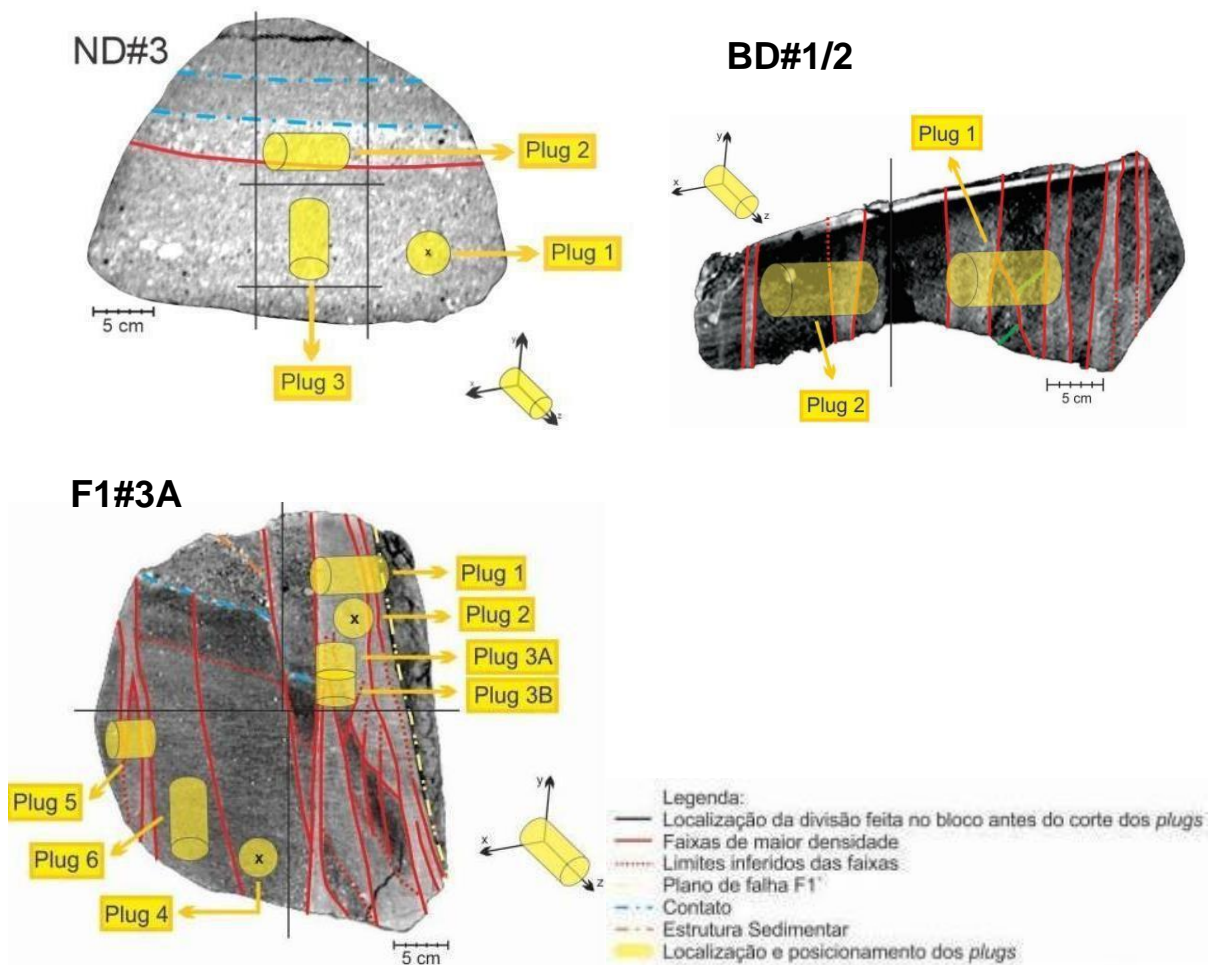 ND#3
Plug 2
Plug 1
Plug 3
5 cm
x
x
y
z
BD#1/2
Plug 1
Plug 2
5 cm
x
y
z
F1#3A
Plug 1
Plug 2
Plug 3A
Plug 3B
Plug 5
Plug 6
Plug 4
x
x
5 cm
x
y
z
Legenda:
Localização da divisão feita no bloco antes do corte dos plugs
Faixas de maior densidade
Limites inferidos das faixas
Plano de falha F1'
Contato
Estrutura Sedimentar
Localização e posicionamento dos plugs